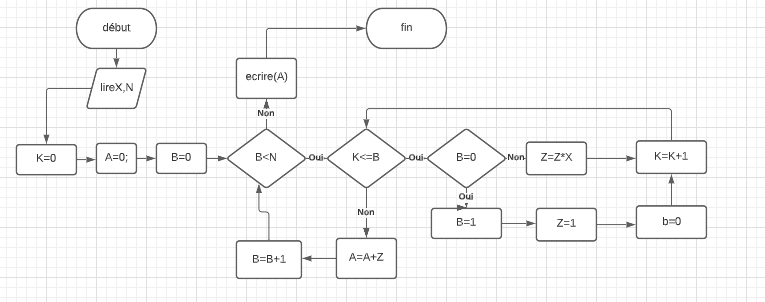 début
fin
ecrire(A)
lireX,N
Non
K=0
A=0;
B=0
B<N
Oui
K<=B
Oui
B=0
Non
Z=Z*X
K=K+1
Oui
Non
B=1
Z=1
b=0
B=B+1
A=A+Z